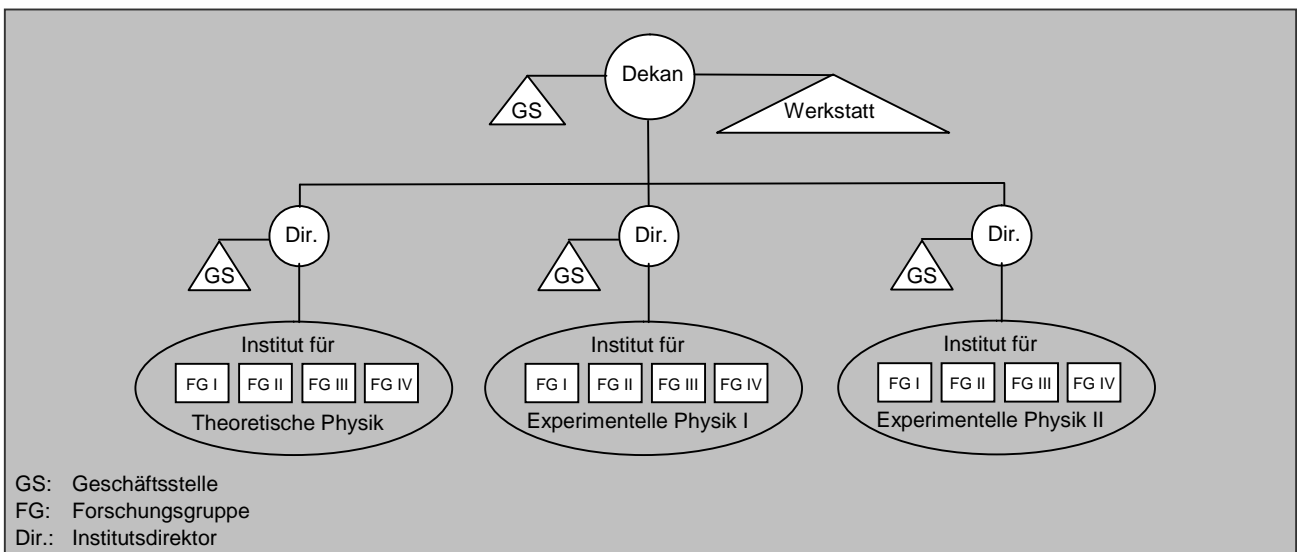 Dekan
GS
Werkstatt
Dir.
Dir.
Dir.
GS
GS
GS
Institut für
FG I FG II FG III FG IV
Theoretische Physik
Institut für
FG I FG II FG III FG IV
Experimentelle Physik I
Institut für
FG I FG II FG III FG IV
Experimentelle Physik II
GS: Geschäftsstelle
FG: Forschungsgruppe
Dir.: Institutsdirektor